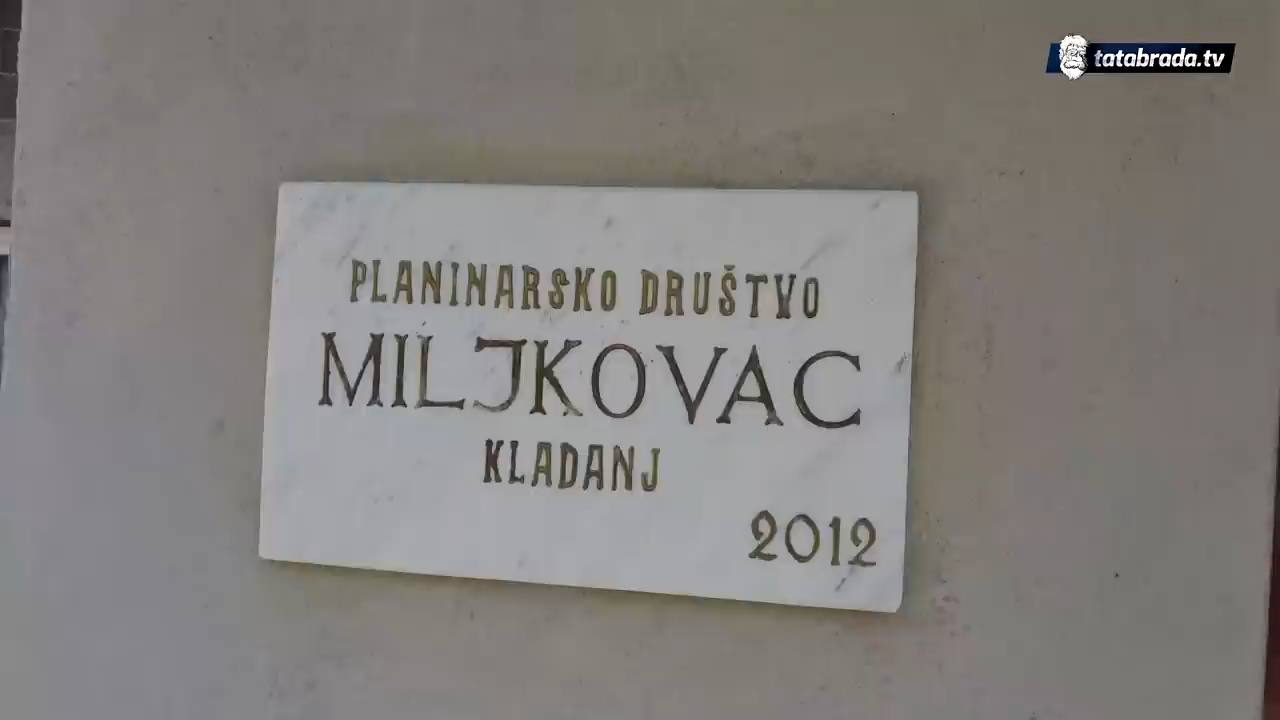 tatabrada.tv
PLANINARSKO DRUŠTVO
MILJKOVAC
KLADANJ
2012